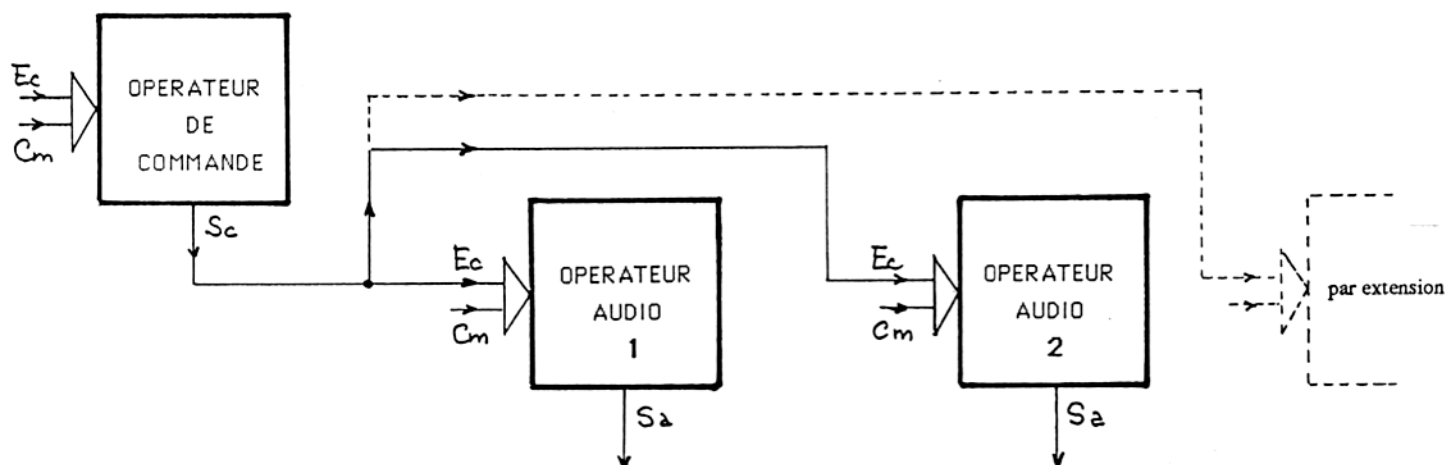 Ec
Cm
OPERATEUR
DE
COMMANDE
Sc
Ec
Cm
OPERATEUR
AUDIO
1
Sa
Ec
Cm
OPERATEUR
AUDIO
2
Sa
par extension